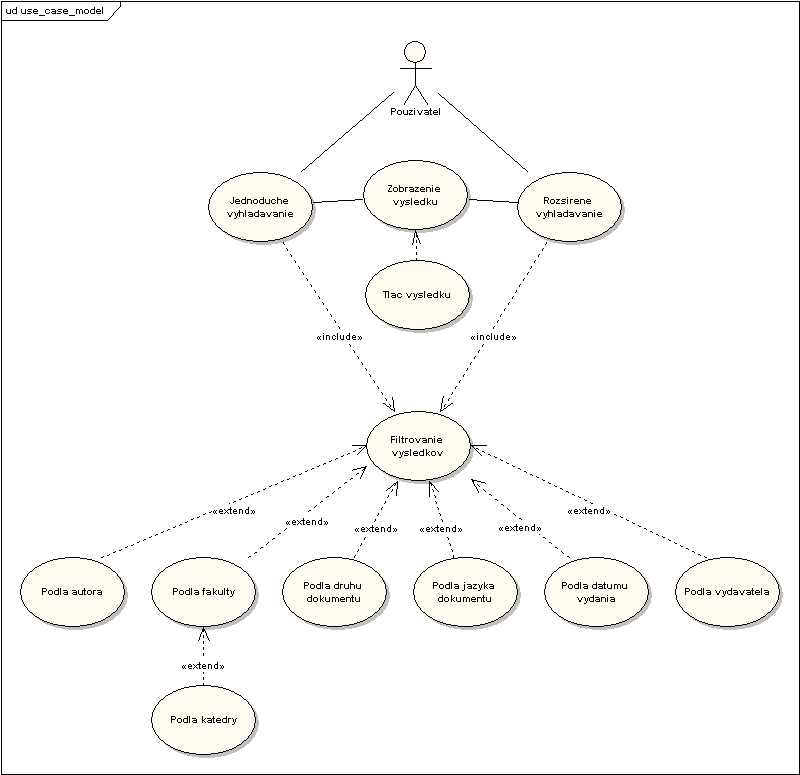 ud use_case_model
Pouzivatel
Jednoduche
vyhladavanie
Zobrazenie
vysledku
Rozsirene
vyhladavanie
Tlac vysledku
«include»
«include»
Filtrovanie
vysledkov
«extend»
«extend»
«extend»
«extend»
«extend»
«extend»
Podla autora
Podla fakulty
Podla druhu
dokumentu
Podla jazyka
dokumentu
Podla datumu
vydania
Podla vydavatela
«extend»
Podla katedry